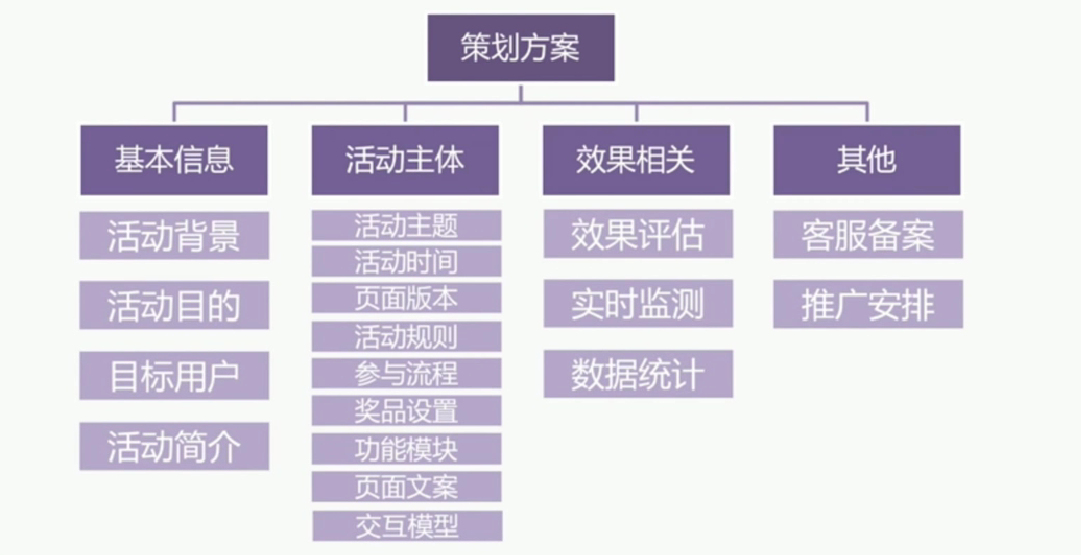 策划方案
基本信息
活动背景
活动目的
目标用户
活动简介
活动主体
活动主题
活动时间
页面版本
活动规则
参与流程
奖品设置
功能模块
页面文案
交互模型
效果相关
效果评估
实时监测
数据统计
其他
客服备案
推广安排